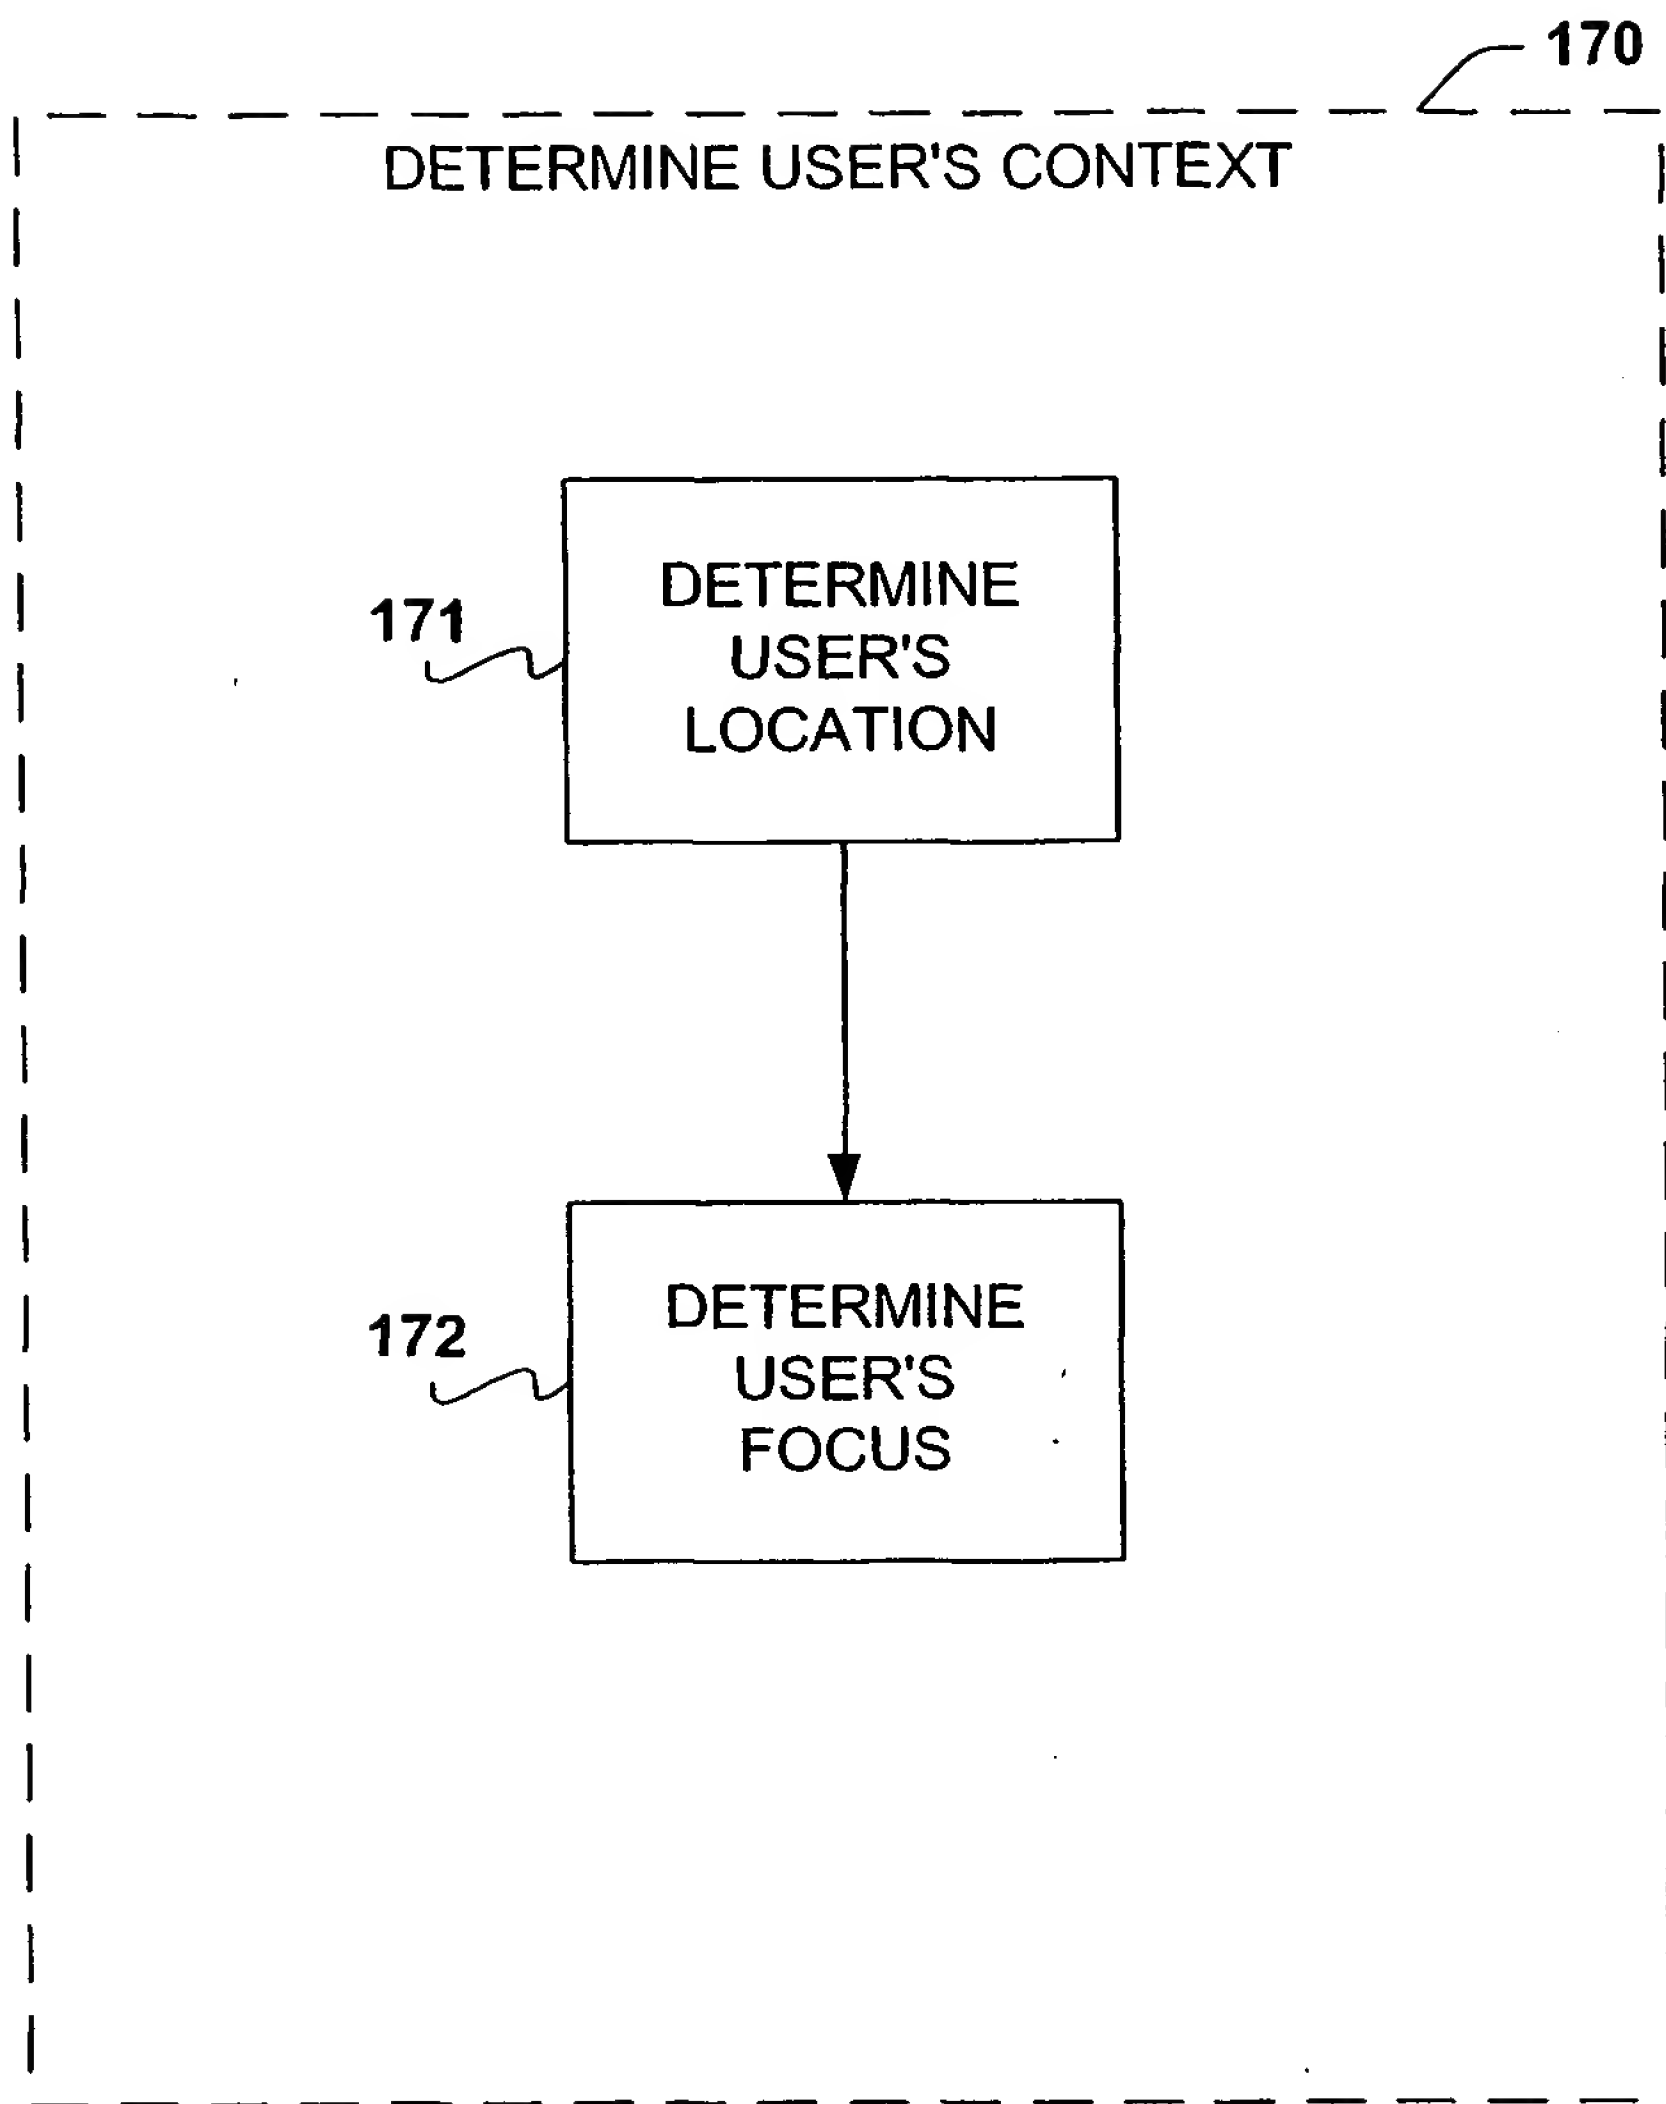 170
DETERMINE USER'S CONTEXT
171
DETERMINE
USER'S
LOCATION
172
DETERMINE
USER'S
FOCUS